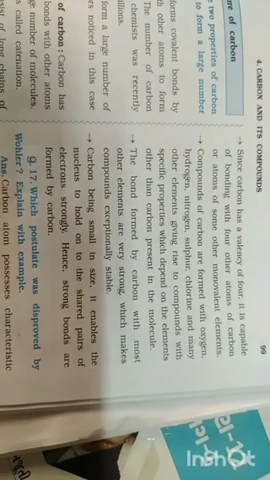 4. CARBON AND ITS COMPOUNDS
99
re of carbon
two properties of carbon
to form a large number
forms covalent bonds by
th other atoms to form
The number of carbon
chemists was recently
illions.
form a large number of
rs noticed in this case
of carbon : Carbon has
bonds with other atoms
ge number of molecules.
s called catenation.
sist of long chains of
→ Since carbon has a valency of four, it is capable
of bonding with four other atoms of carbon
or atoms of some other monovalent elements.
→ Compounds of carbon are formed with oxygen,
hydrogen, nitrogen, sulphur, chlorine and many
other elements giving rise to compounds with
specific properties which depend on the elements
other than carbon present in the molecule.
→ The bond formed by carbon with most
other elements are very strong, which makes
compounds exceptionally stable.
→ Carbon being small in size, it enables the
nucleus to hold on to the shared pairs of
electrons strongly. Hence, strong bonds are
formed by carbon.
Q-17. Which postulate was disproved by
Wohler? Explain with example.
Ans. Carbon atom possesses characteristic
InShot